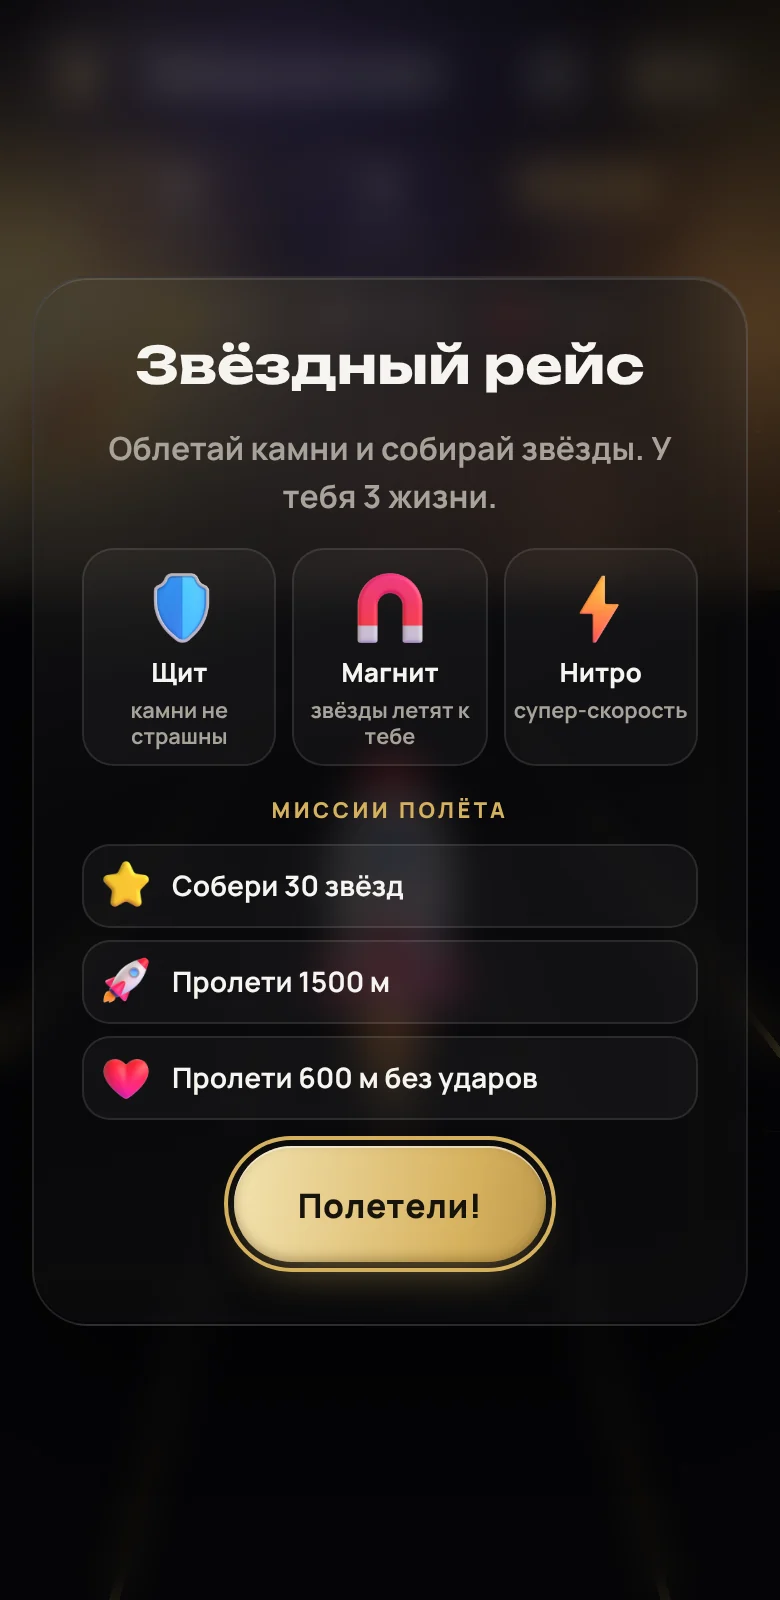 Звёздный рейс
Облетай камни и собирай звёзды. У
тебя 3 жизни.
Щит
камни не
страшны
Магнит
звёзды летят к
тебе
Нитро
супер-скорость
МИССИИ ПОЛЁТА
Собери 30 звёзд
Пролети 1500 м
Пролети 600 м без ударов
Полетели!